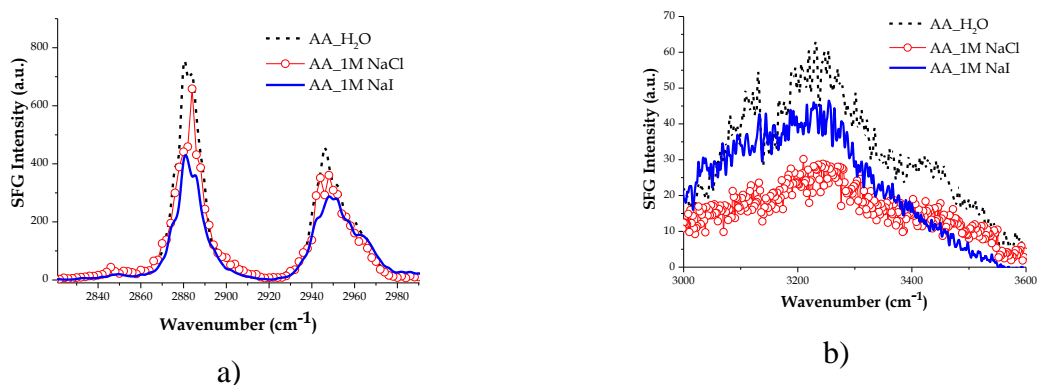 800
600
400
200
0
SFG Intensity (a.u.)
AA_H₂O
AA_1M NaCl
AA_1M NaI
2840 2860 2880 2900 2920 2940 2960 2980
Wavenumber (cm⁻¹)
a)
70
60
50
40
30
20
10
0
SFG Intensity (a.u.)
AA_H₂O
AA_1M NaCl
AA_1M NaI
3000 3200 3400 3600
Wavenumber (cm⁻¹)
b)